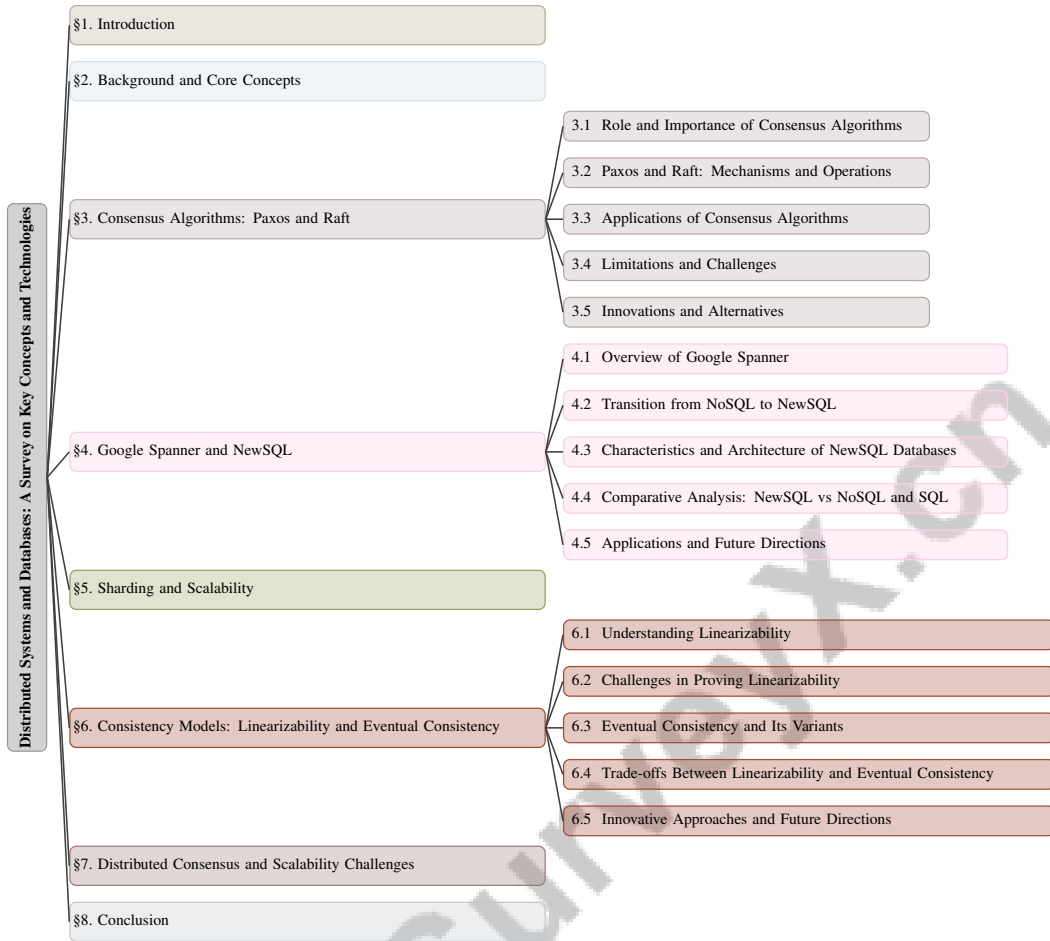 Distributed Systems and Databases: A Survey on Key Concepts and Technologies
§1. Introduction
§2. Background and Core Concepts
§3. Consensus Algorithms: Paxos and Raft
3.1 Role and Importance of Consensus Algorithms
3.2 Paxos and Raft: Mechanisms and Operations
3.3 Applications of Consensus Algorithms
3.4 Limitations and Challenges
3.5 Innovations and Alternatives
§4. Google Spanner and NewSQL
4.1 Overview of Google Spanner
4.2 Transition from NoSQL to NewSQL
4.3 Characteristics and Architecture of NewSQL Databases
4.4 Comparative Analysis: NewSQL vs NoSQL and SQL
4.5 Applications and Future Directions
§5. Sharding and Scalability
§6. Consistency Models: Linearizability and Eventual Consistency
6.1 Understanding Linearizability
6.2 Challenges in Proving Linearizability
6.3 Eventual Consistency and Its Variants
6.4 Trade-offs Between Linearizability and Eventual Consistency
6.5 Innovative Approaches and Future Directions
§7. Distributed Consensus and Scalability Challenges
§8. Conclusion
SurveyX.cn